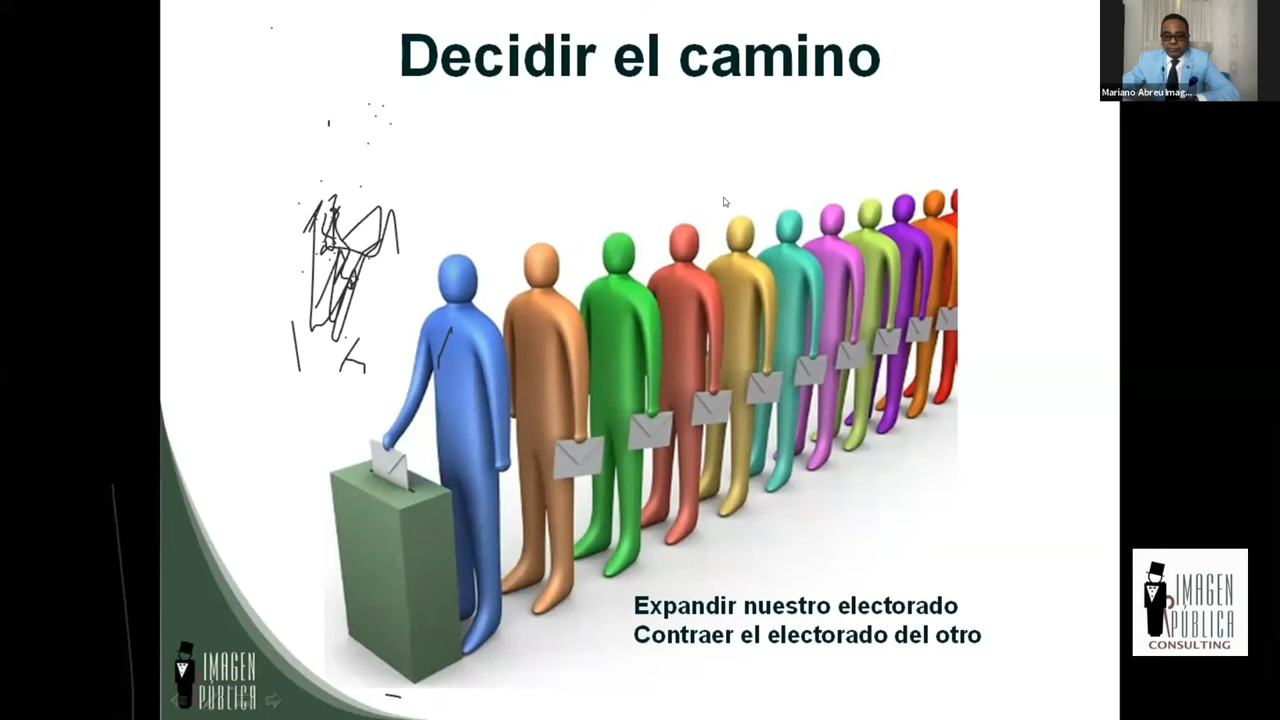 Decidir el camino
Mariano Abreu Imag...
Expandir nuestro electorado
Contraer el electorado del otro
IMAGEN
PÚBLICA
CONSULTING
IMAGEN
PÚBLICA